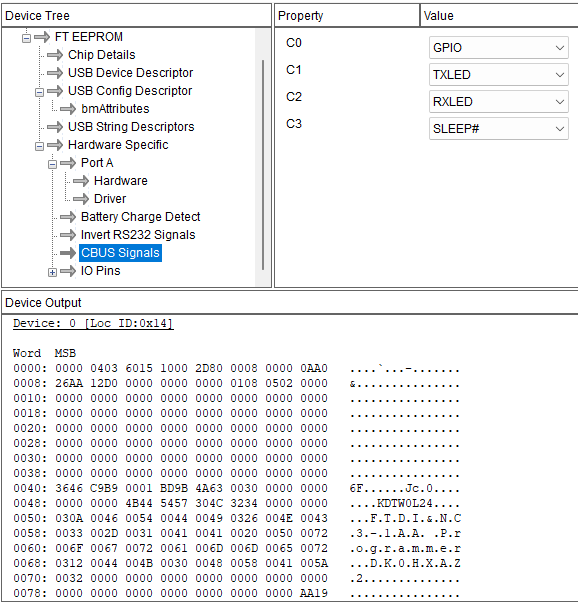 Device Tree
FT EEPROM
Chip Details
USB Device Descriptor
USB Config Descriptor
bmAttributes
USB String Descriptors
Hardware Specific
Port A
Hardware
Driver
Battery Charge Detect
Invert RS232 Signals
CBUS Signals
IO Pins
Property Value
C0 GPIO
C1 TXLED
C2 RXLED
C3 SLEEP#
Device Output
Device: 0 [Loc ID:0x14]
Word MSB
0000: 0000 0403 6015 1000 2D80 0008 0000 0AA0 ....`...-.......
0008: 26AA 12D0 0000 0000 0000 0108 0502 0000 &...............
0010: 0000 0000 0000 0000 0000 0000 0000 0000 ................
0018: 0000 0000 0000 0000 0000 0000 0000 0000 ................
0020: 0000 0000 0000 0000 0000 0000 0000 0000 ................
0028: 0000 0000 0000 0000 0000 0000 0000 0000 ................
0030: 0000 0000 0000 0000 0000 0000 0000 0000 ................
0038: 0000 0000 0000 0000 0000 0000 0000 0000 ................
0040: 3646 C9B9 0001 BD9B 4A63 0030 0000 0000 6F......Jc.0....
0048: 0000 0000 4B44 5457 304C 3234 0000 0000 ....KDTW0L24....
0050: 030A 0046 0054 0044 0049 0326 004E 0043 ...F.T.D.I.&.N.C
0058: 0033 002D 0031 0041 0041 0020 0050 0072 .3.-.1.A.A. .P.r
0060: 006F 0067 0072 0061 006D 006D 0065 0072 .o.g.r.a.m.m.e.r
0068: 0312 0044 004B 0030 0048 0058 0041 005A ...D.K.0.H.X.A.Z
0070: 0032 0000 0000 0000 0000 0000 0000 0000 .2..............
0078: 0000 0000 0000 0000 0000 0000 0000 AA19 ................